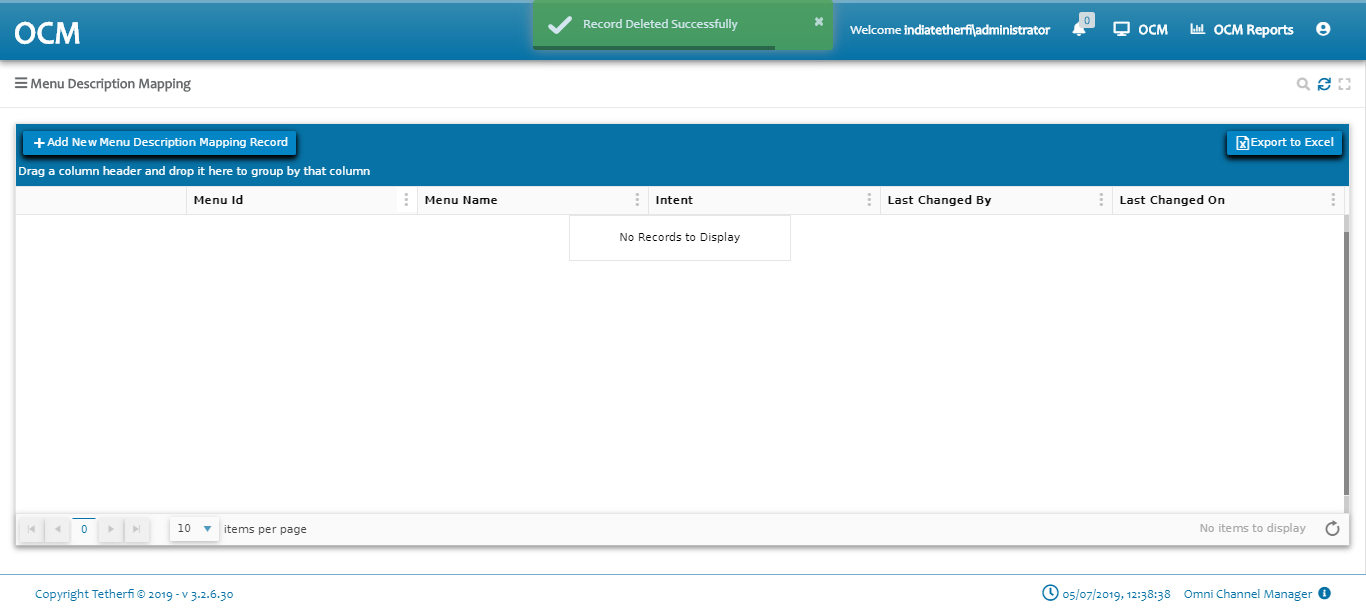 OCM
Record Deleted Successfully
Welcome indiatetherfi\administrator
0
OCM
OCM Reports
Menu Description Mapping
Add New Menu Description Mapping Record
Export to Excel
Drag a column header and drop it here to group by that column
Menu Id
Menu Name
Intent
Last Changed By
Last Changed On
No Records to Display
0
10
items per page
No items to display
Copyright Tetherfi © 2019 - v 3.2.6.30
05/07/2019, 12:38:38
Omni Channel Manager